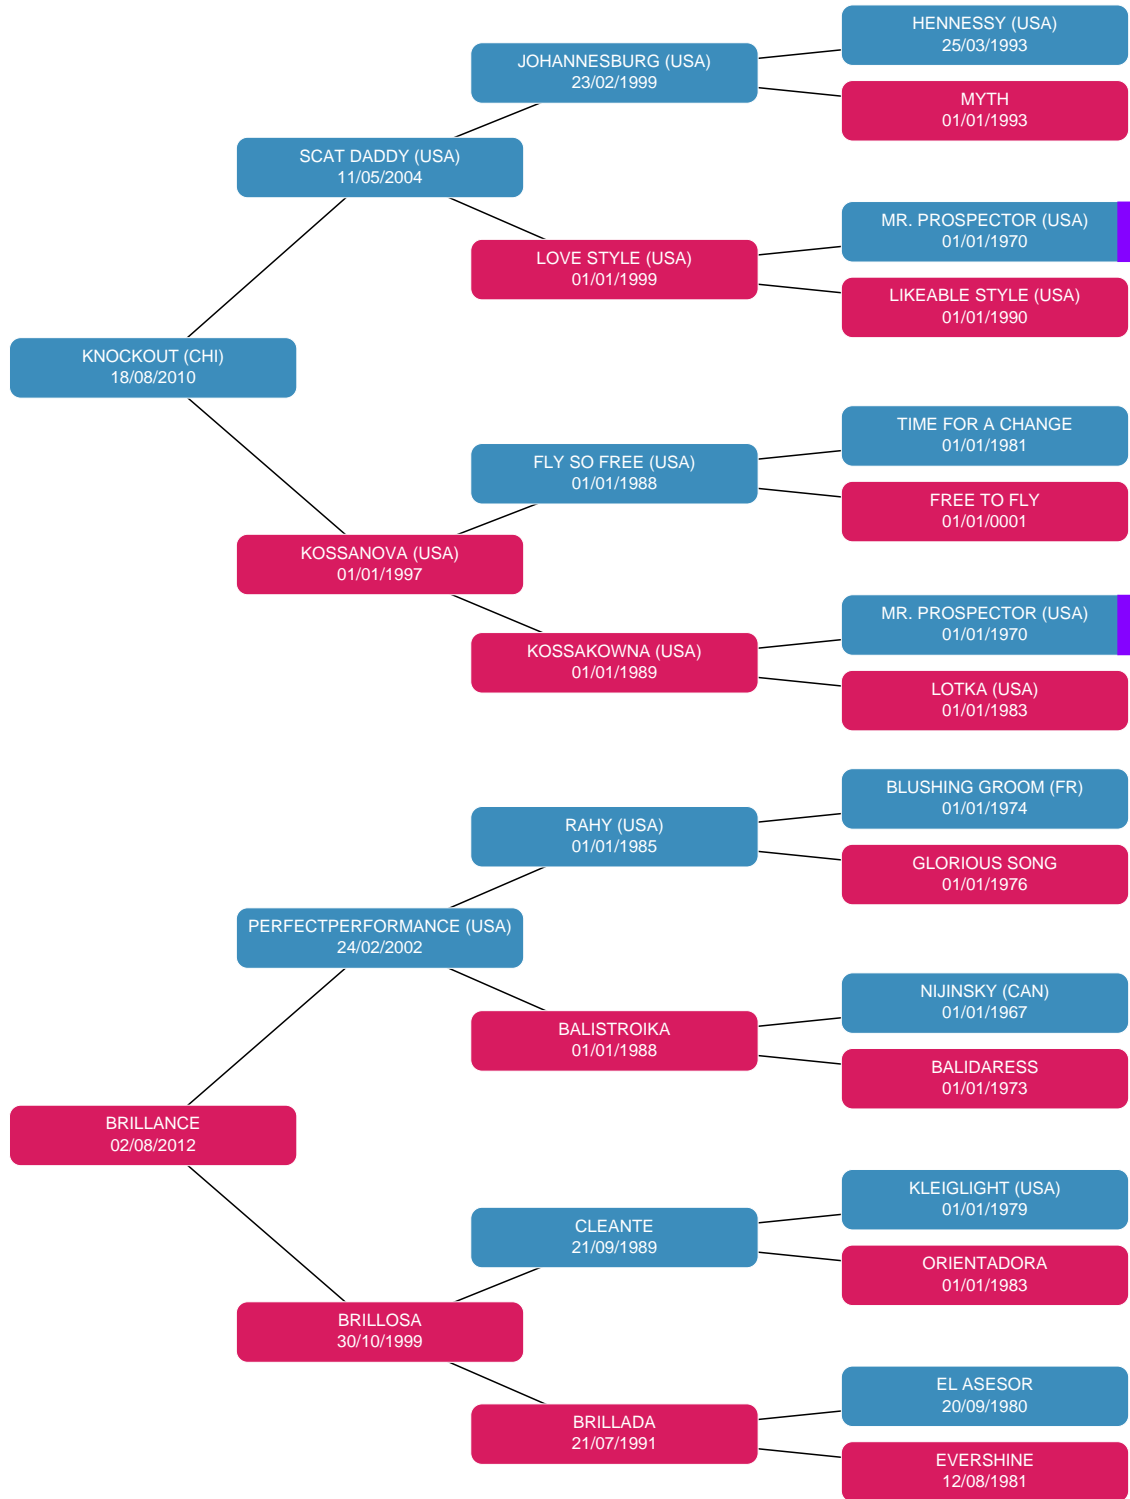 HENNESSY (USA)
25/03/1993
JOHANNESBURG (USA)
23/02/1999
MYTH
01/01/1993
SCAT DADDY (USA)
11/05/2004
MR. PROSPECTOR (USA)
01/01/1970
LOVE STYLE (USA)
01/01/1999
LIKEABLE STYLE (USA)
01/01/1990
KNOCKOUT (CHI)
18/08/2010
TIME FOR A CHANGE
01/01/1981
FLY SO FREE (USA)
01/01/1988
FREE TO FLY
01/01/0001
KOSSANOVA (USA)
01/01/1997
MR. PROSPECTOR (USA)
01/01/1970
KOSSAKOWNA (USA)
01/01/1989
LOTKA (USA)
01/01/1983
BLUSHING GROOM (FR)
01/01/1974
RAHY (USA)
01/01/1985
GLORIOUS SONG
01/01/1976
PERFECTPERFORMANCE (USA)
24/02/2002
NIJINSKY (CAN)
01/01/1967
BALISTROIKA
01/01/1988
BALIDARESS
01/01/1973
BRILLANCE
02/08/2012
KLEIGLIGHT (USA)
01/01/1979
CLEANTE
21/09/1989
ORIENTADORA
01/01/1983
BRILLOSA
30/10/1999
EL ASESOR
20/09/1980
BRILLADA
21/07/1991
EVERSHINE
12/08/1981